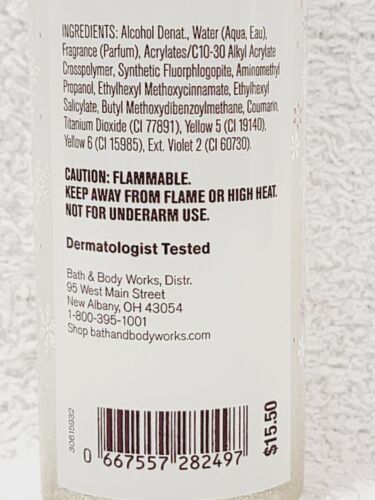 INGREDIENTS: Alcohol Denat., Water (Aqua, Eau),
Fragrance (Parfum), Acrylates/C10-30 Alkyl Acrylate
Crosspolymer, Synthetic Fluorphlogopite, Aminomethyl
Propanol, Ethylhexyl Methoxycinnamate, Ethylhexyl
Salicylate, Butyl Methoxydibenzoylmethane, Coumarin,
Titanium Dioxide (CI 77891), Yellow 5 (CI 19140),
Yellow 6 (CI 15985), Ext. Violet 2 (CI 60730).
CAUTION: FLAMMABLE.
KEEP AWAY FROM FLAME OR HIGH HEAT.
NOT FOR UNDERARM USE.
Dermatologist Tested
Bath & Body Works, Distr.
95 West Main Street
New Albany, OH 43054
1-800-395-1001
Shop bathandbodyworks.com
30615932
0 667557 282497
$15.50